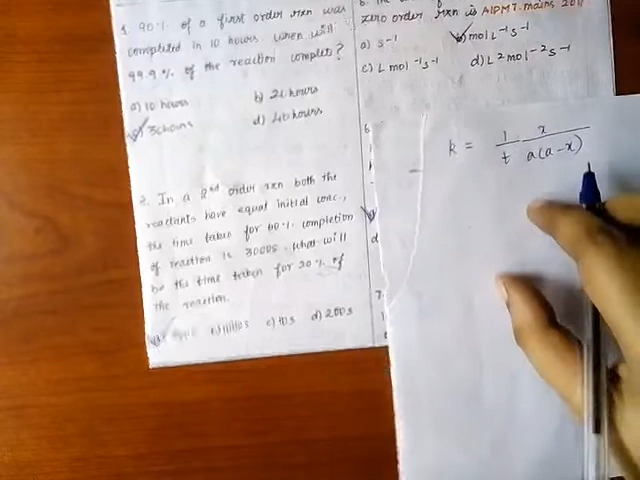 1. 90% of a first order rxn was
completed in 10 hours. when will
99.9% of the reaction complete?
a) 10 hours
b) 20 hours
30hours
d) 40 hours
2. In a 2nd order rxn both the
reactants have equal initial conc.,
the time taken for 60% completion
of reaction is 3000s. what will
be the time taken for 20% of
the reaction.
c) 10s d) 200s
zero order rxn is AIPMT mains
a) s⁻¹
mol L⁻¹ s⁻¹
c) L mol⁻¹ s⁻¹
d) L² mol⁻² s⁻¹
7.
k = 1/t x/a(a-x)